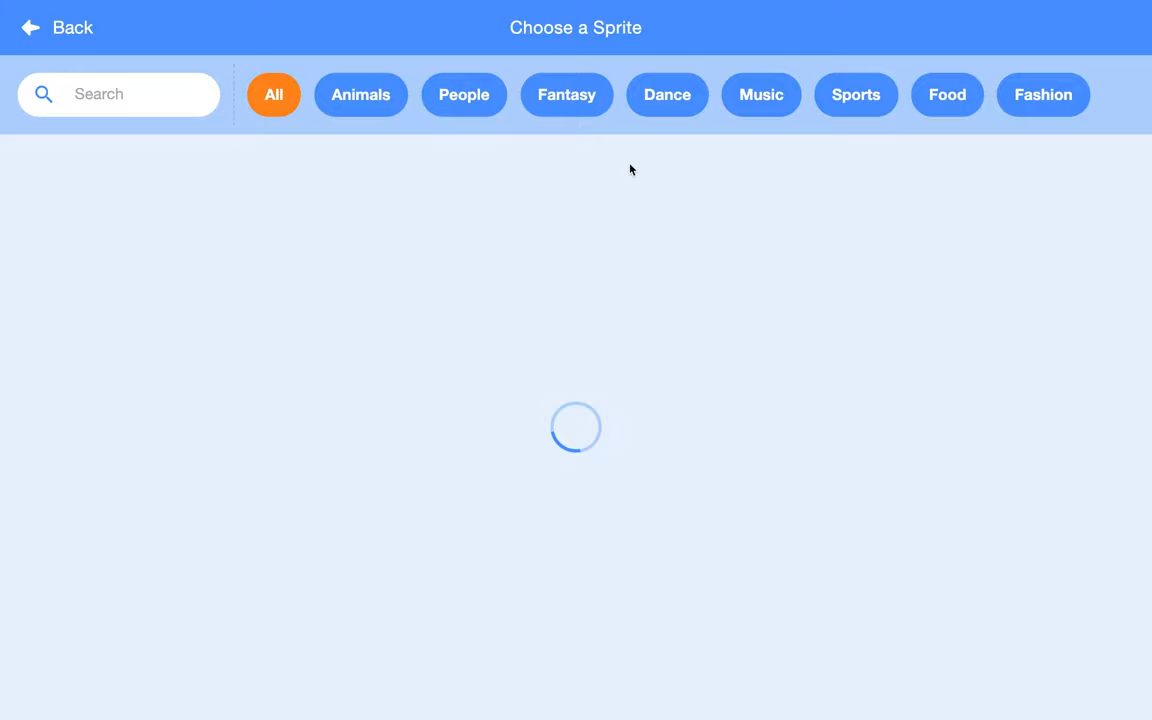 Back
Choose a Sprite
Search
All
Animals
People
Fantasy
Dance
Music
Sports
Food
Fashion